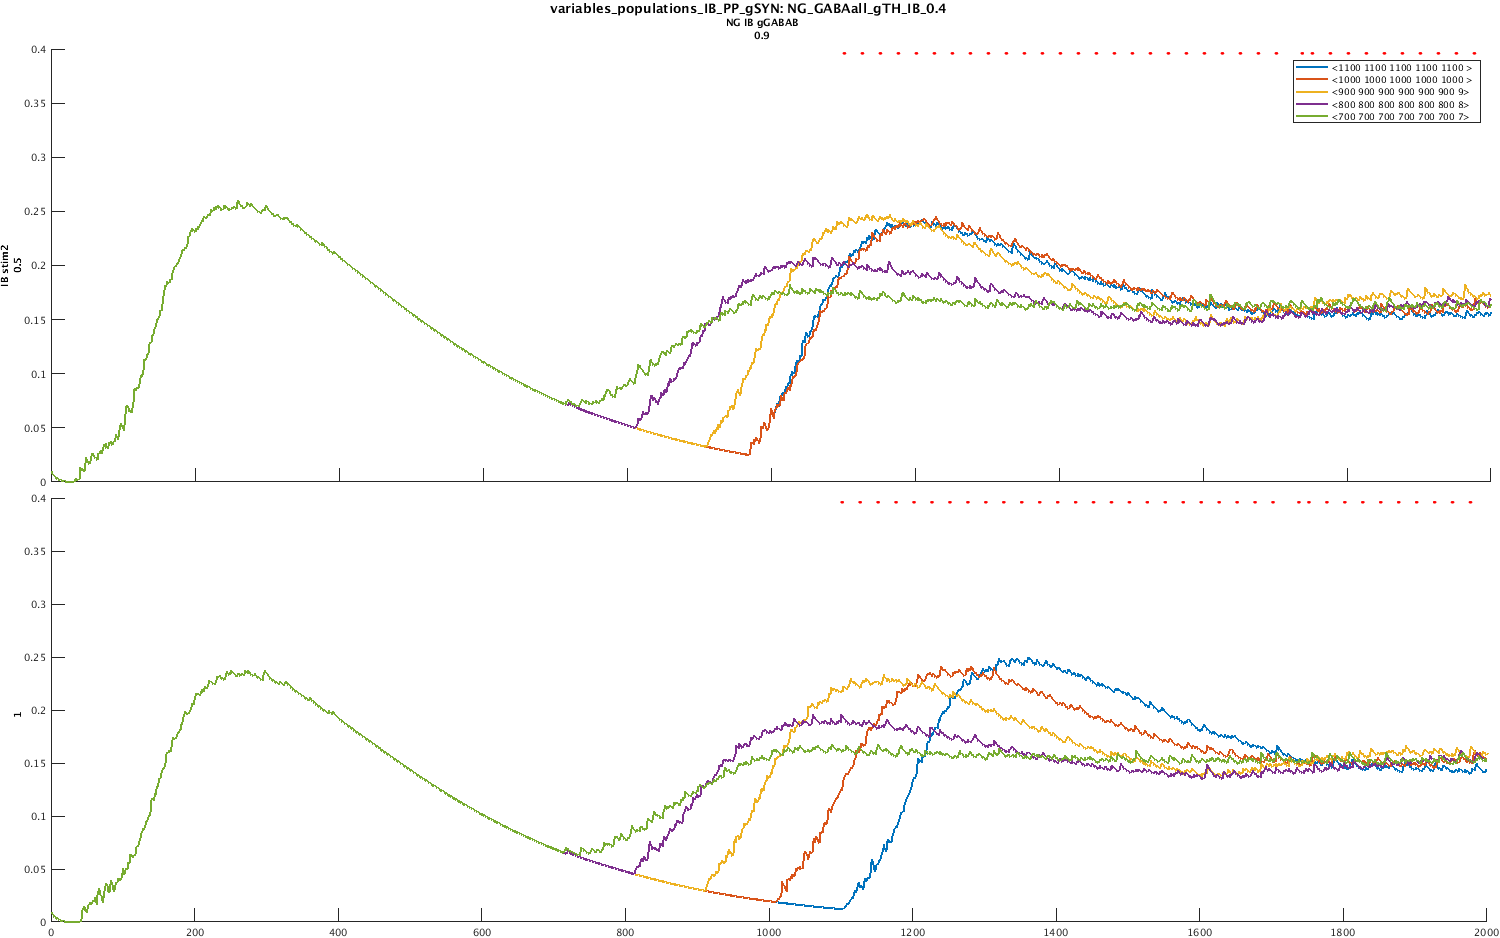 variables_populations_IB_PP_gSYN: NG_GABAall_gTH_IB_0.4
NG IB gGABAB
0.9
0.4
0.35
0.3
0.25
0.2
0.15
0.1
0.05
0
IB stim2
0.5
<1100 1100 1100 1100 1100 >
<1000 1000 1000 1000 1000 >
<900 900 900 900 900 900 9>
<800 800 800 800 800 800 8>
<700 700 700 700 700 700 7>
0.4
0.35
0.3
0.25
0.2
0.15
0.1
0.05
0
1
0 200 400 600 800 1000 1200 1400 1600 1800 2000